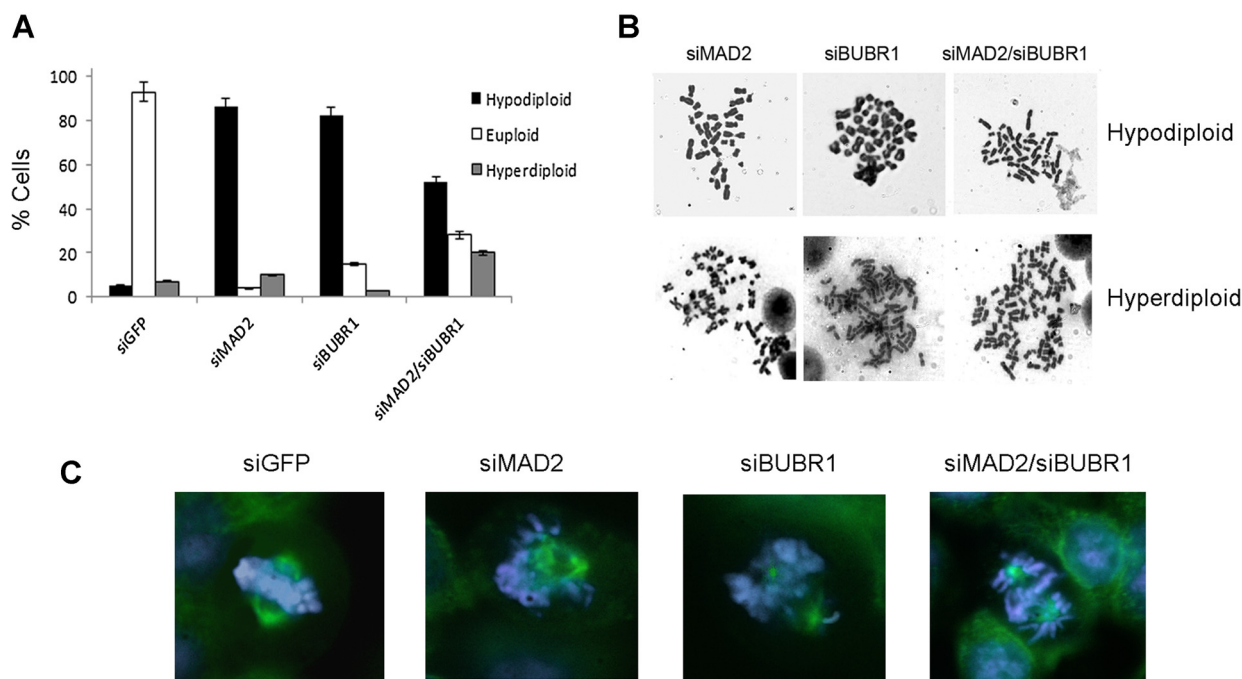 A
% Cells
100
80
60
40
20
0
siGFP
siMAD2
siBUBR1
siMAD2/siBUBR1
Hypodiploid
Euploid
Hyperdiploid
B
siMAD2
siBUBR1
siMAD2/siBUBR1
Hypodiploid
Hyperdiploid
C
siGFP
siMAD2
siBUBR1
siMAD2/siBUBR1